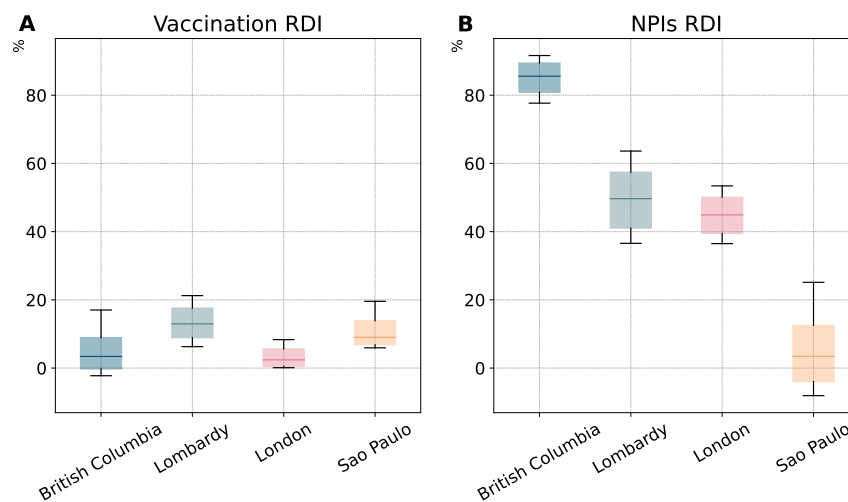 A
Vaccination RDI
%
80
60
40
20
0
British Columbia
Lombardy
London
Sao Paulo
B
NPIs RDI
%
80
60
40
20
0
British Columbia
Lombardy
London
Sao Paulo